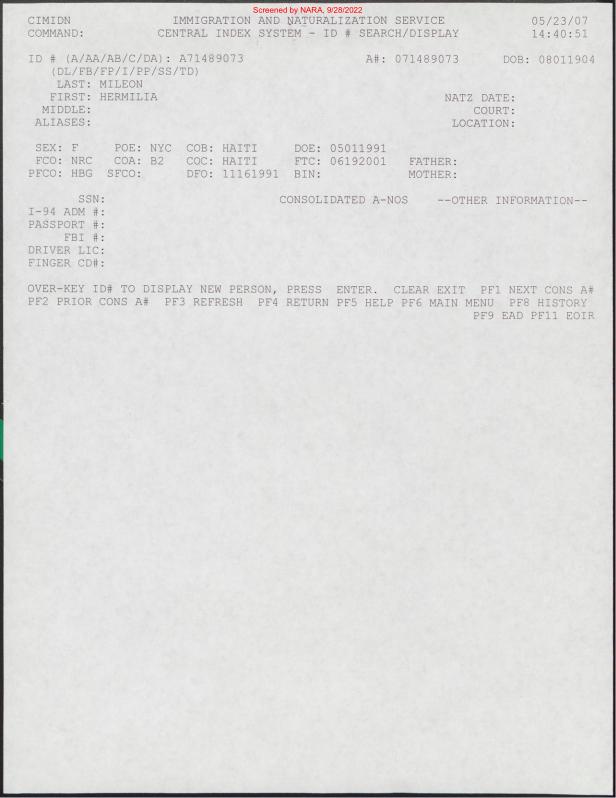 Screened by NARA, 9/28/2022
CIMIDN IMMIGRATION AND NATURALIZATION SERVICE 05/23/07
COMMAND: CENTRAL INDEX SYSTEM - ID # SEARCH/DISPLAY 14:40:51
ID # (A/AA/AB/C/DA): A71489073 A#: 071489073 DOB: 08011904
(DL/FB/FP/I/PP/SS/TD)
LAST: MILEON
FIRST: HERMILIA NATZ DATE:
MIDDLE: COURT:
ALIASES: LOCATION:
SEX: F POE: NYC COB: HAITI DOE: 05011991
FCO: NRC COA: B2 COC: HAITI FTC: 06192001 FATHER:
PFCO: HBG SFCO: DFO: 11161991 BIN: MOTHER:
SSN: CONSOLIDATED A-NOS --OTHER INFORMATION--
I-94 ADM #:
PASSPORT #:
FBI #:
DRIVER LIC:
FINGER CD#:
OVER-KEY ID# TO DISPLAY NEW PERSON, PRESS ENTER. CLEAR EXIT PF1 NEXT CONS A#
PF2 PRIOR CONS A# PF3 REFRESH PF4 RETURN PF5 HELP PF6 MAIN MENU PF8 HISTORY
PF9 EAD PF11 EOIR